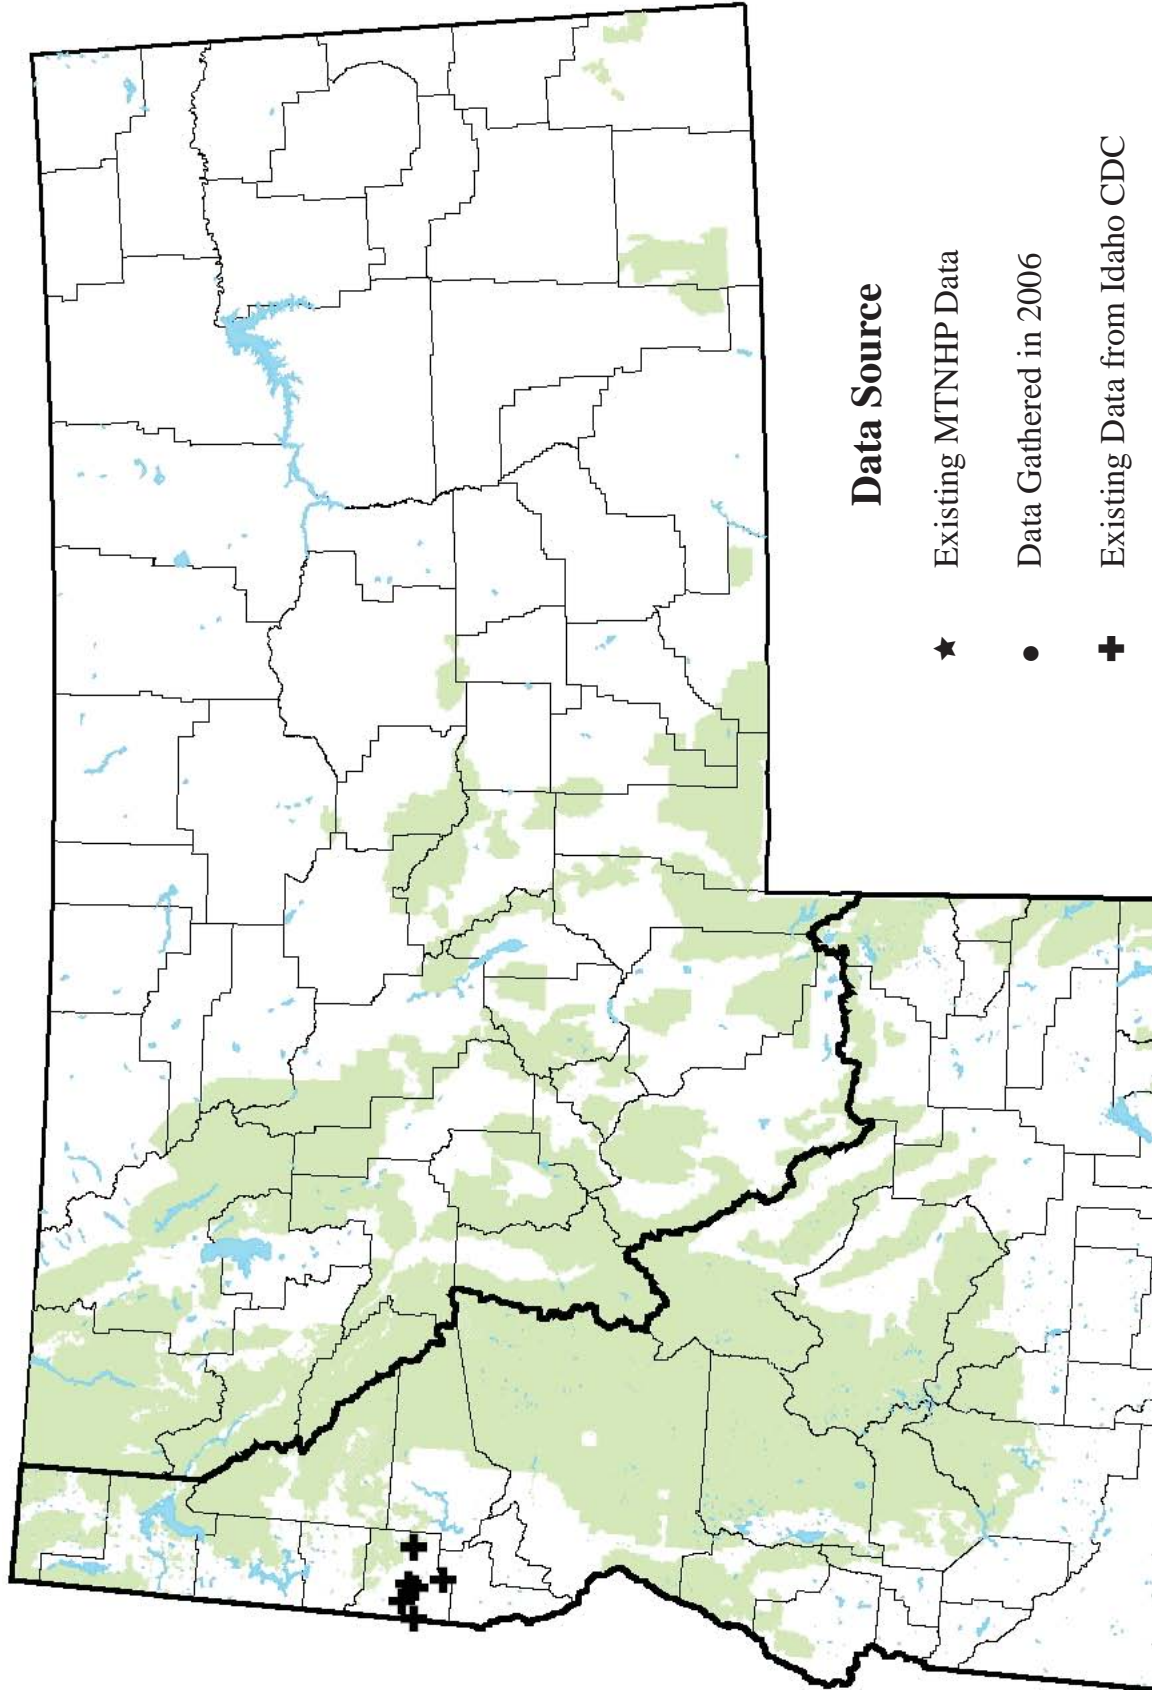 Data Source
Existing MTNHP Data
Data Gathered in 2006
Existing Data from Idaho CDC